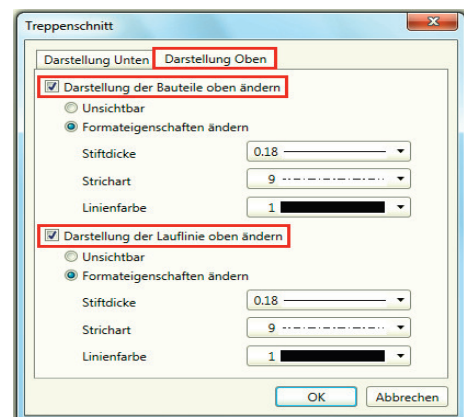 Treppenschnitt
Darstellung Unten Darstellung Oben
Darstellung der Bauteile oben ändern
Unsichtbar
Formateigenschaften ändern
Stiftdicke 0.18
Strichart 9
Linienfarbe 1
Darstellung der Lauflinie oben ändern
Unsichtbar
Formateigenschaften ändern
Stiftdicke 0.18
Strichart 9
Linienfarbe 1
OK Abbrechen